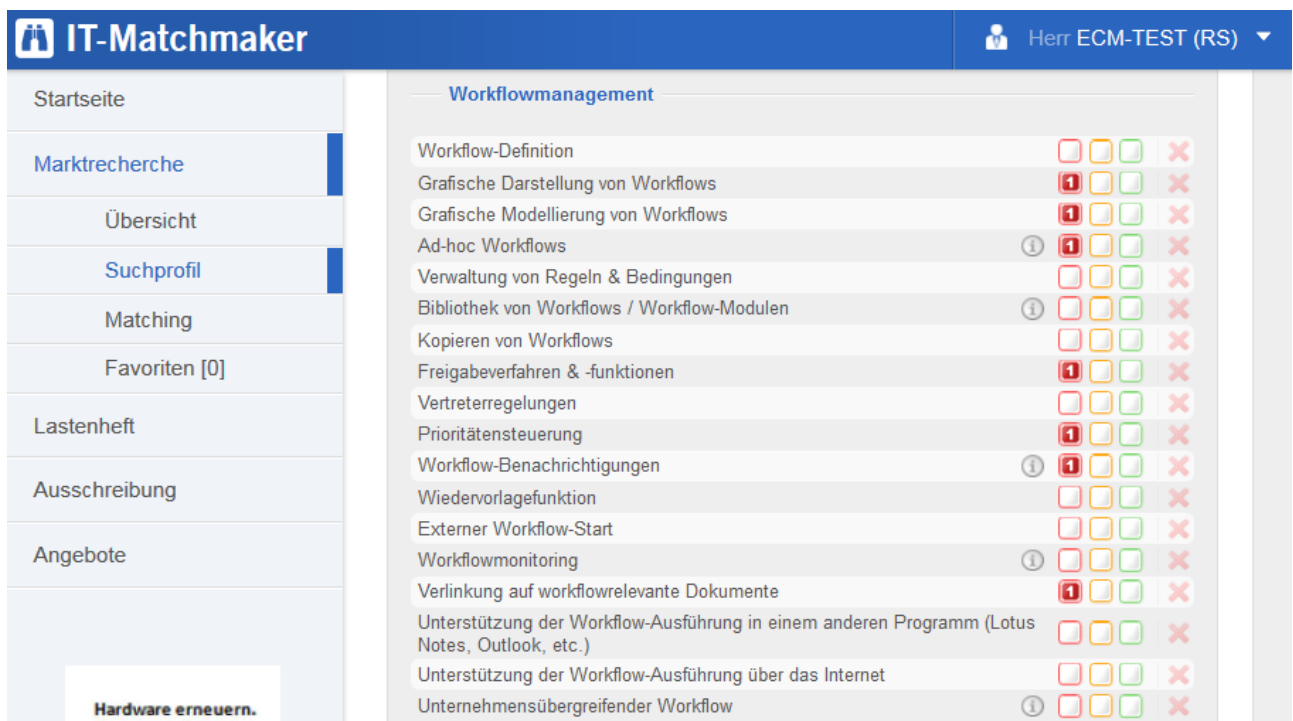 IT-Matchmaker
Herr ECM-TEST (RS)
Startseite
Marktrecherche
Übersicht
Suchprofil
Matching
Favoriten [0]
Lastenheft
Ausschreibung
Angebote
Hardware erneuern.
Workflowmanagement
Workflow-Definition
Grafische Darstellung von Workflows 1
Grafische Modellierung von Workflows 1
Ad-hoc Workflows i 1
Verwaltung von Regeln & Bedingungen
Bibliothek von Workflows / Workflow-Modulen i
Kopieren von Workflows
Freigabeverfahren & -funktionen 1
Vertreterregelungen
Prioritätensteuerung 1
Workflow-Benachrichtigungen i 1
Wiedervorlagefunktion
Externer Workflow-Start
Workflowmonitoring i
Verlinkung auf workflowrelevante Dokumente 1
Unterstützung der Workflow-Ausführung in einem anderen Programm (Lotus
Notes, Outlook, etc.)
Unterstützung der Workflow-Ausführung über das Internet
Unternehmensübergreifender Workflow i